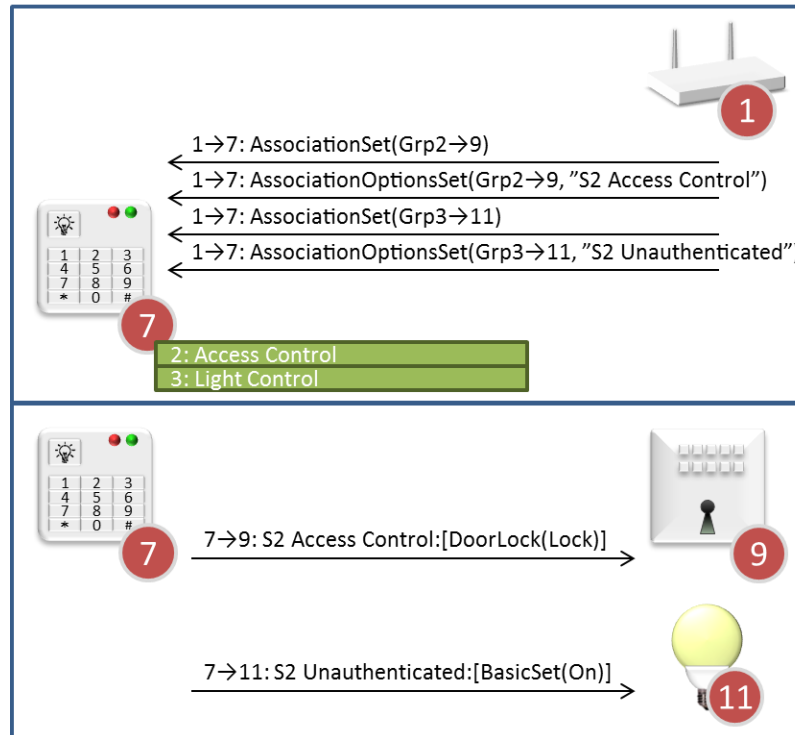 1
1→7: AssociationSet(Grp2→9)
1→7: AssociationOptionsSet(Grp2→9, ”S2 Access Control”)
1→7: AssociationSet(Grp3→11)
1→7: AssociationOptionsSet(Grp3→11, ”S2 Unauthenticated”)
1 2 3
4 5 6
7 8 9
* 0 #
7
2: Access Control
3: Light Control
1 2 3
4 5 6
7 8 9
* 0 #
7
7→9: S2 Access Control:[DoorLock(Lock)]
9
7→11: S2 Unauthenticated:[BasicSet(On)]
11